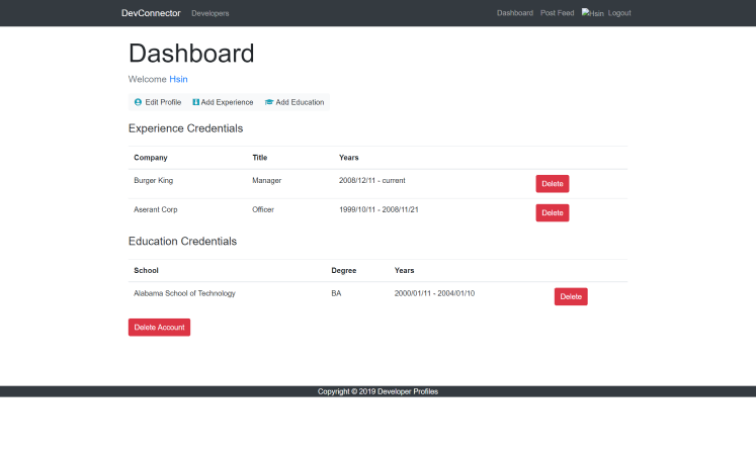 DevConnector Developers Dashboard Post Feed Hsin Logout
Dashboard
Welcome Hsin
Edit Profile Add Experience Add Education
Experience Credentials
Company Title Years
Burger King Manager 2008/12/11 - current Delete
Aserant Corp Officer 1999/10/11 - 2008/11/21 Delete
Education Credentials
School Degree Years
Alabama School of Technology BA 2000/01/11 - 2004/01/10 Delete
Delete Account
Copyright © 2019 Developer Profiles